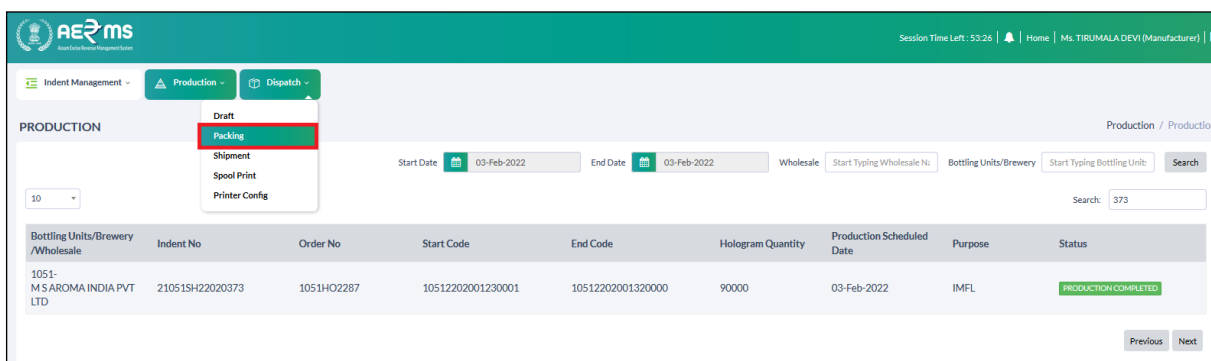 AERMS
Assam Excise Revenue Management System
Session Time Left : 53:26 | Home | Ms. TIRUMALA DEVI (Manufacturer) |
Indent Management
Production
Dispatch
Draft
Packing
Shipment
Spool Print
Printer Config
PRODUCTION
Production / Productio
Start Date 03-Feb-2022 End Date 03-Feb-2022 Wholesale Start Typing Wholesale Na Bottling Units/Brewery Start Typing Bottling Unit: Search
10
Search: 373
Bottling Units/Brewery
/Wholesale
Indent No
Order No
Start Code
End Code
Hologram Quantity
Production Scheduled
Date
Purpose
Status
1051-
M S AROMA INDIA PVT
LTD
21051SH22020373
1051HO2287
10512202001230001
10512202001320000
90000
03-Feb-2022
IMFL
PRODUCTION COMPLETED
Previous Next